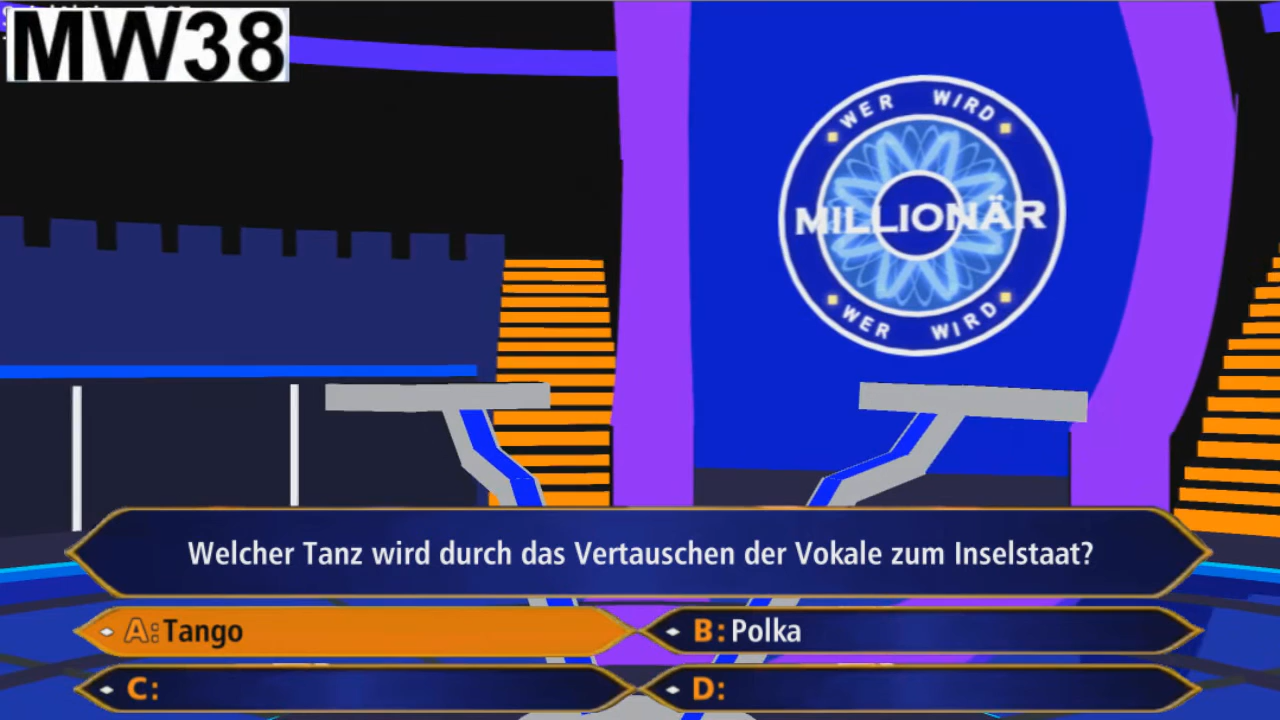 MW38
WER WIRD
MILLIONÄR
WER WIRD
Welcher Tanz wird durch das Vertauschen der Vokale zum Inselstaat?
A: Tango
B: Polka
C:
D: